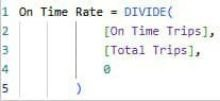 1 On Time Rate = DIVIDE(
2 [On Time Trips],
3 [Total Trips],
4 0
5 )